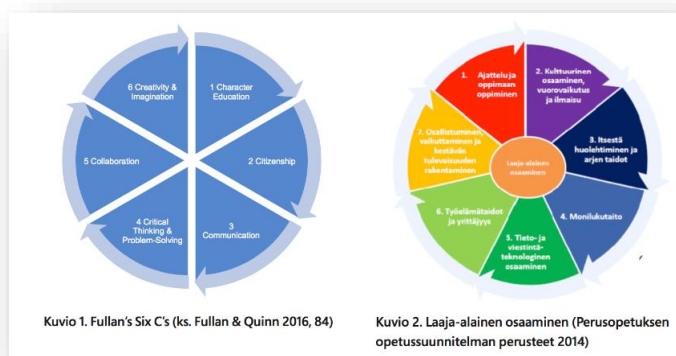 6 Creativity &
Imagination
1 Character
Education
2 Citizenship
3
Communication
4 Critical
Thinking &
Problem-Solving
5 Collaboration
Kuvio 1. Fullan's Six C's (ks. Fullan & Quinn 2016, 84)
1. Ajattelu ja
oppimaan
oppiminen
2. Kulttuurinen
osaaminen,
vuorovaikutus
ja ilmaisu
3. Itsestä
huolehtiminen ja
arjen taidot
4. Monilukutaito
5. Tieto- ja
viestintä-
teknologinen
osaaminen
6. Työelämätaidot
ja yrittäjyys
7. Osallistuminen,
vaikuttaminen ja
kestävän
tulevaisuuden
rakentaminen
Laaja-alainen
osaaminen
Kuvio 2. Laaja-alainen osaaminen (Perusopetuksen
opetussuunnitelman perusteet 2014)